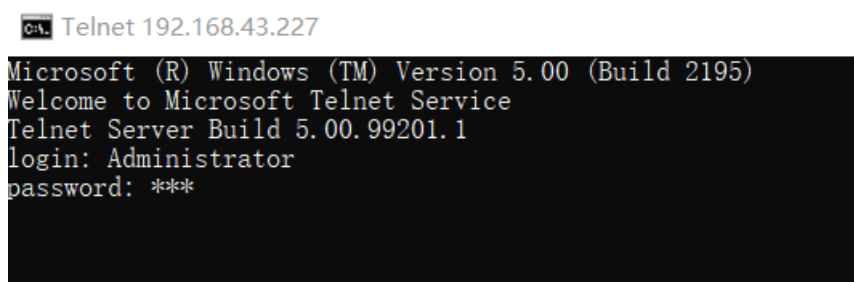 Telnet 192.168.43.227
Microsoft (R) Windows (TM) Version 5.00 (Build 2195)
Welcome to Microsoft Telnet Service
Telnet Server Build 5.00.99201.1
login: Administrator
password: ***